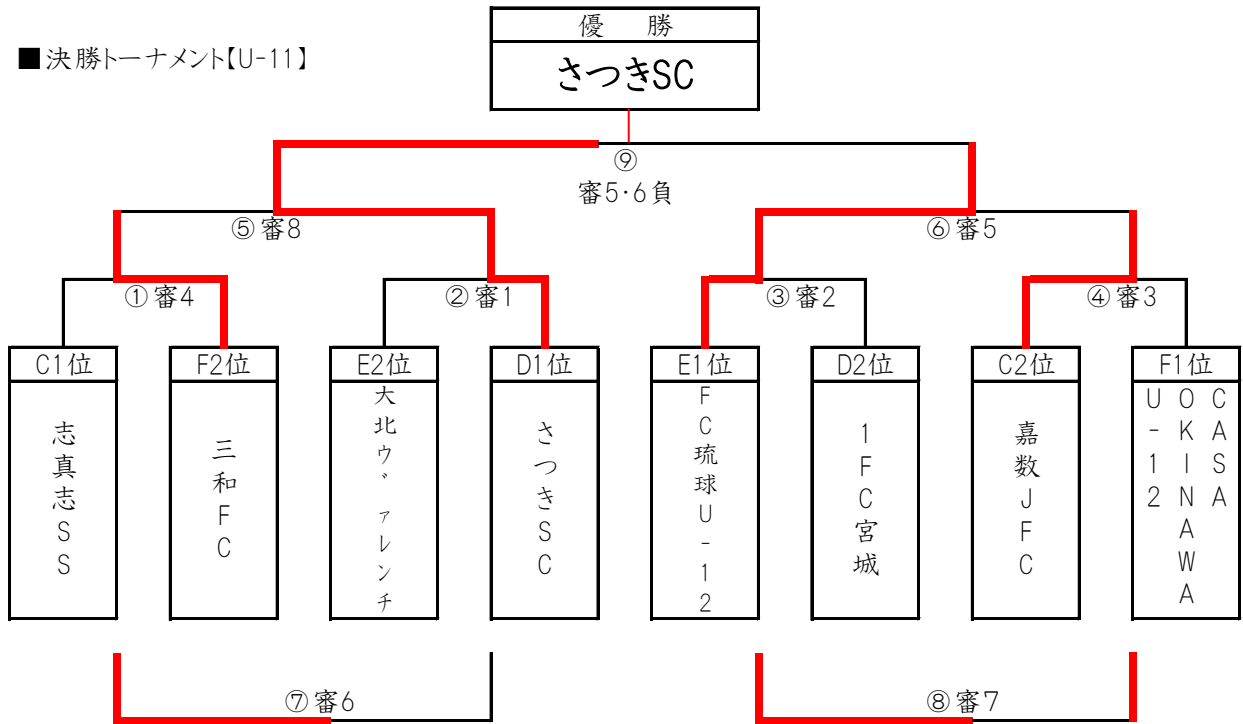 優 勝
■決勝トーナメント【U-11】
さつきSC
⑨
審5・6負
⑤審8
⑥審5
①審4
②審1
③審2
④審3
C1位
F2位
E2位
D1位
E1位
D2位
C2位
F1位
志真志SS
三和FC
大北ヴァレンチ
さつきSC
FC琉球U-12
1FC宮城
嘉数JFC
CASA
OKINAWA
U-12
⑦審6
⑧審7